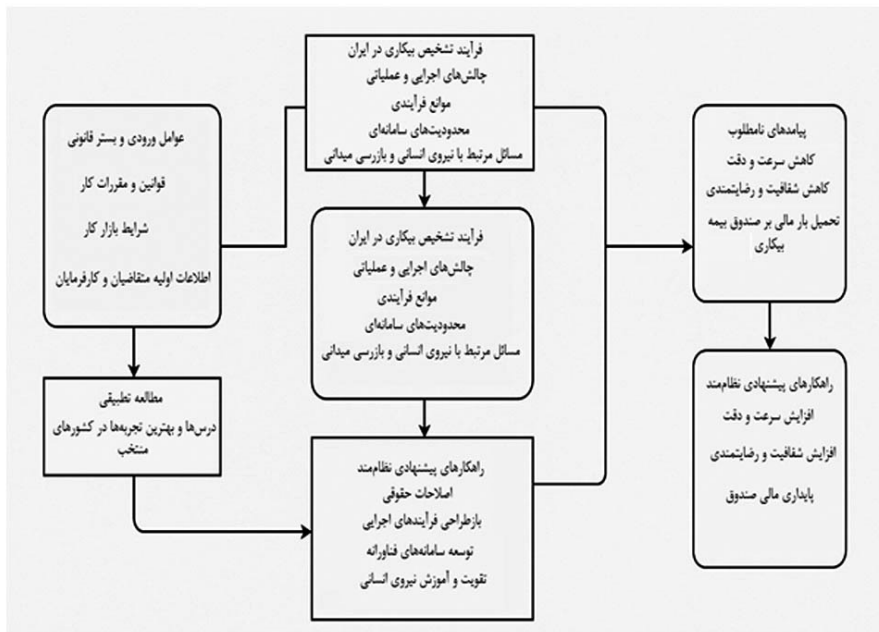 فرآیند تشخیص بیکاری در ایران
چالش‌های اجرایی و عملیاتی
موانع فرآیندی
محدودیت‌های سامانه‌ای
مسائل مرتبط با نیروی انسانی و بازرسی میدانی
عوامل ورودی و بستر قانونی
قوانین و مقررات کار
شرایط بازار کار
اطلاعات اولیه متقاضیان و کارفرمایان
پیامدهای نامطلوب
کاهش سرعت و دقت
کاهش شفاقیت و رضایتمندی
تحمیل بار مالی بر صندوق بیمه
بیکاری
فرآیند تشخیص بیکاری در ایران
چالش‌های اجرایی و عملیاتی
موانع فرآیندی
محدودیت‌های سامانه‌ای
مسائل مرتبط با نیروی انسانی و بازرسی میدانی
مطالعه تطبیقی
درس‌ها و بهترین تجربه‌ها در کشورهای
منتخب
راهکارهای پیشنهادی نظام‌مند
اصلاحات حقوقی
بازطراحی فرآیندهای اجرایی
توسعه سامانه‌های فناورانه
تقویت و آموزش نیروی انسانی
راهکارهای پیشنهادی نظام‌مند
افزایش سرعت و دقت
افزایش شفاقیت و رضایتمندی
پایداری مالی صندوق